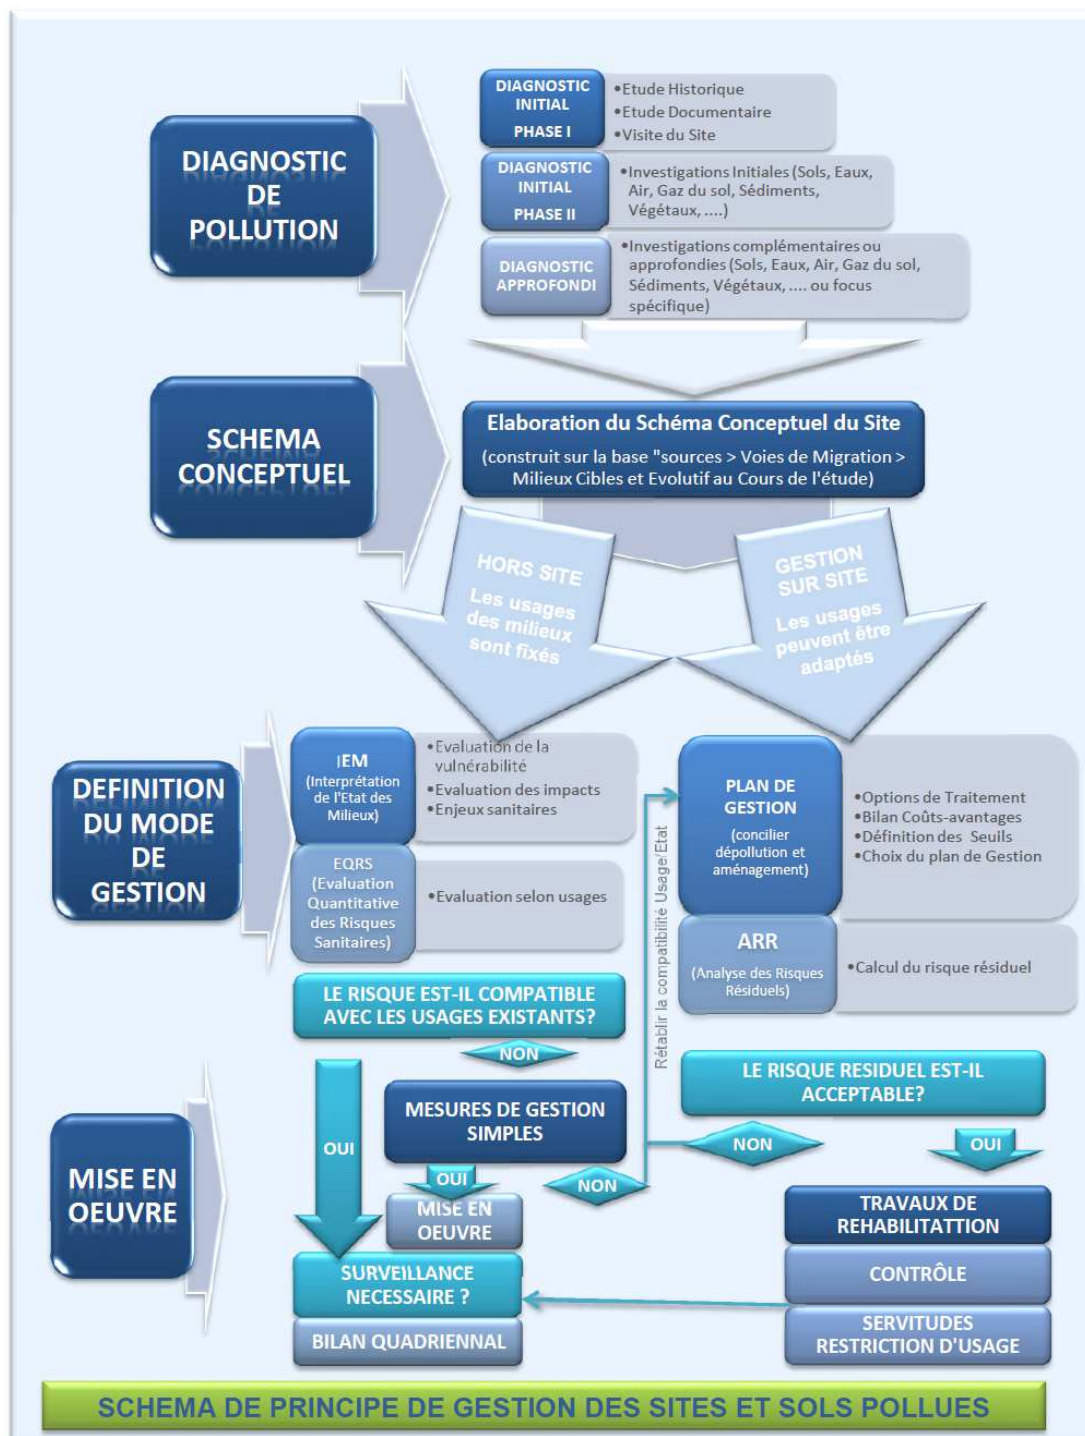 DIAGNOSTIC
DE
POLLUTION
DIAGNOSTIC
INITIAL
PHASE I
•Etude Historique
•Etude Documentaire
•Visite du Site
DIAGNOSTIC
INITIAL
PHASE II
•Investigations Initiales (Sols, Eaux,
Air, Gaz du sol, Sédiments,
Végétaux, ....)
DIAGNOSTIC
APPROFONDI
•Investigations complémentaires ou
approfondies (Sols, Eaux, Air, Gaz du sol,
Sédiments, Végétaux, .... ou focus
spécifique)
SCHEMA
CONCEPTUEL
Elaboration du Schéma Conceptuel du Site
(construit sur la base "sources > Voies de Migration >
Milieux Cibles et Evolutif au Cours de l'étude)
HORS SITE
Les usages
des milieux
sont fixés
GESTION
SUR SITE
Les usages
peuvent être
adaptés
DEFINITION
DU MODE
DE
GESTION
IEM
(Interprétation
de l'Etat des
Milieux)
•Evaluation de la
vulnérabilité
•Evaluation des impacts
•Enjeux sanitaires
EQRS
(Evaluation
Quantitative
des Risques
Sanitaires)
•Evaluation selon usages
Rétablir la compatibilité Usage/Etat
PLAN DE
GESTION
(concilier
dépollution et
aménagement)
•Options de Traitement
•Bilan Coûts-avantages
•Définition des Seuils
•Choix du plan de Gestion
ARR
(Analyse des Risques
Résiduels)
•Calcul du risque résiduel
LE RISQUE EST-IL COMPATIBLE
AVEC LES USAGES EXISTANTS?
NON
LE RISQUE RESIDUEL EST-IL
ACCEPTABLE?
MISE EN
OEUVRE
OUI
MESURES DE GESTION
SIMPLES
OUI
NON
NON
OUI
MISE EN
OEUVRE
TRAVAUX DE
REHABILITATTION
SURVEILLANCE
NECESSAIRE ?
CONTRÔLE
BILAN QUADRIENNAL
SERVITUDES
RESTRICTION D'USAGE
SCHEMA DE PRINCIPE DE GESTION DES SITES ET SOLS POLLUES